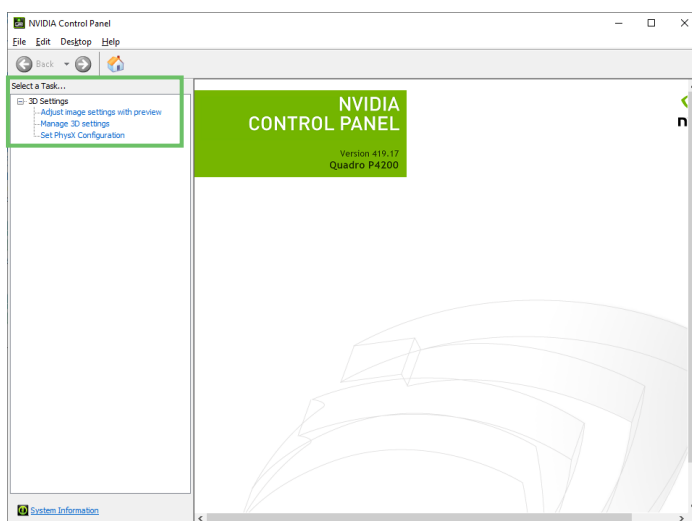 NVIDIA Control Panel
File Edit Desktop Help
Back
Select a Task...
3D Settings
Adjust image settings with preview
Manage 3D settings
Set PhysX Configuration
NVIDIA
CONTROL PANEL
Version 419.17
Quadro P4200
n
System Information